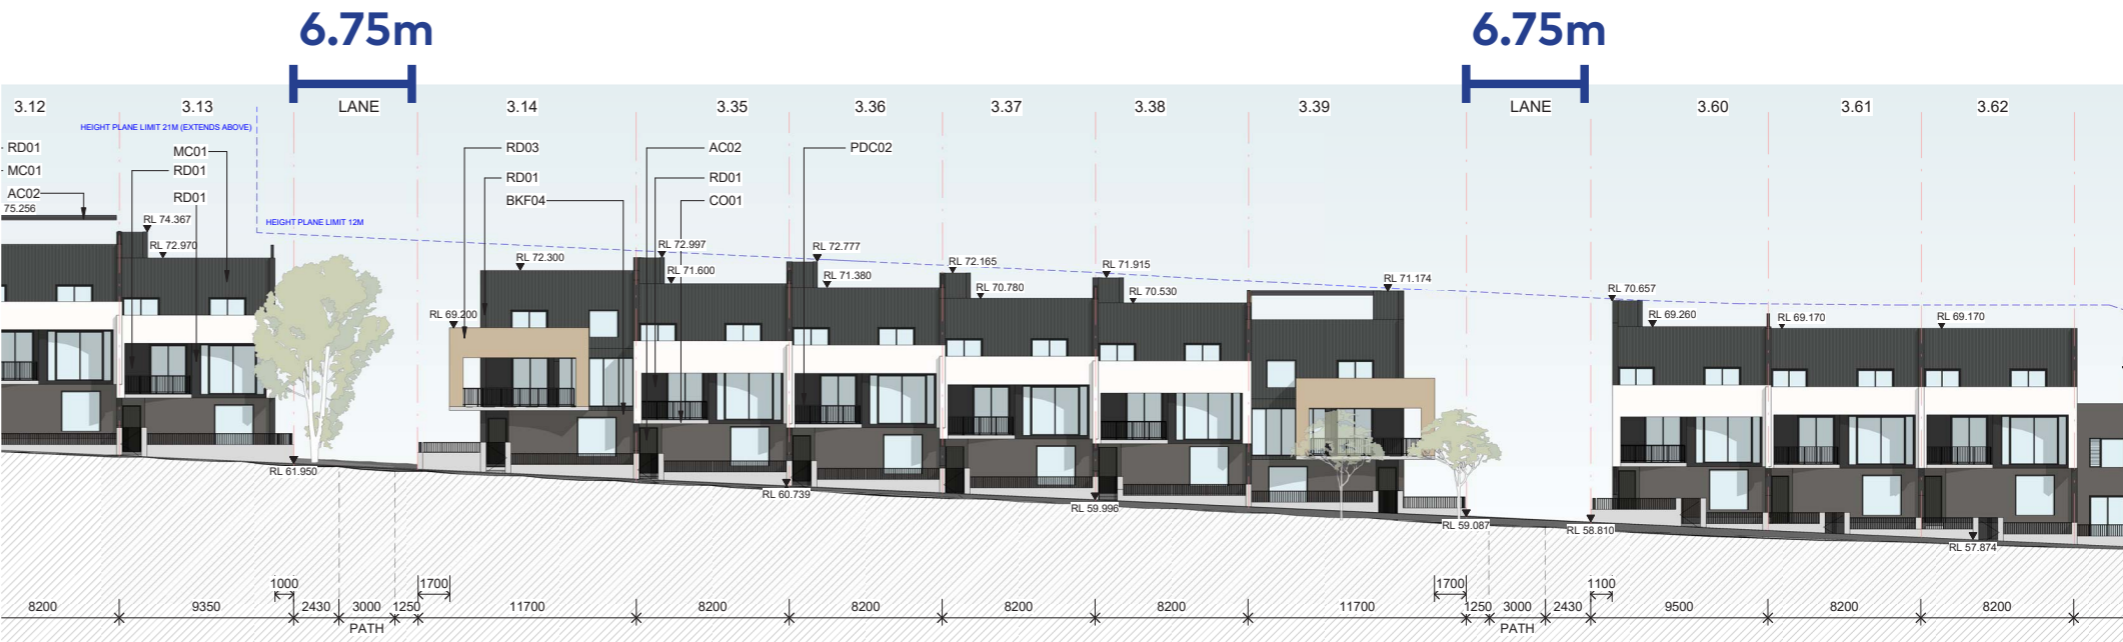 6.75m 6.75m
3.12 3.13 LANE 3.14 3.35 3.36 3.37 3.38 3.39 LANE 3.60 3.61 3.62
HEIGHT PLANE LIMIT 21M (EXTENDS ABOVE)
RD01 MC01 RD03 AC02 PDC02
MC01 RD01 RD01 RD01
AC02 RD01 BKF04 CO01
75.256 RL 74.367 HEIGHT PLANE LIMIT 12M
RL 72.970 RL 72.300 RL 72.997 RL 72.777 RL 72.165 RL 71.915 RL 71.174
RL 71.600 RL 71.380 RL 70.780 RL 70.530 RL 70.657
RL 69.200 RL 69.260 RL 69.170 RL 69.170
RL 61.950 RL 60.739 RL 59.996 RL 59.087 RL 58.810 RL 57.874
1000 1700 1700 1100
8200 9350 2430 3000 1250 11700 8200 8200 8200 8200 11700 1250 3000 2430 9500 8200 8200
PATH PATH